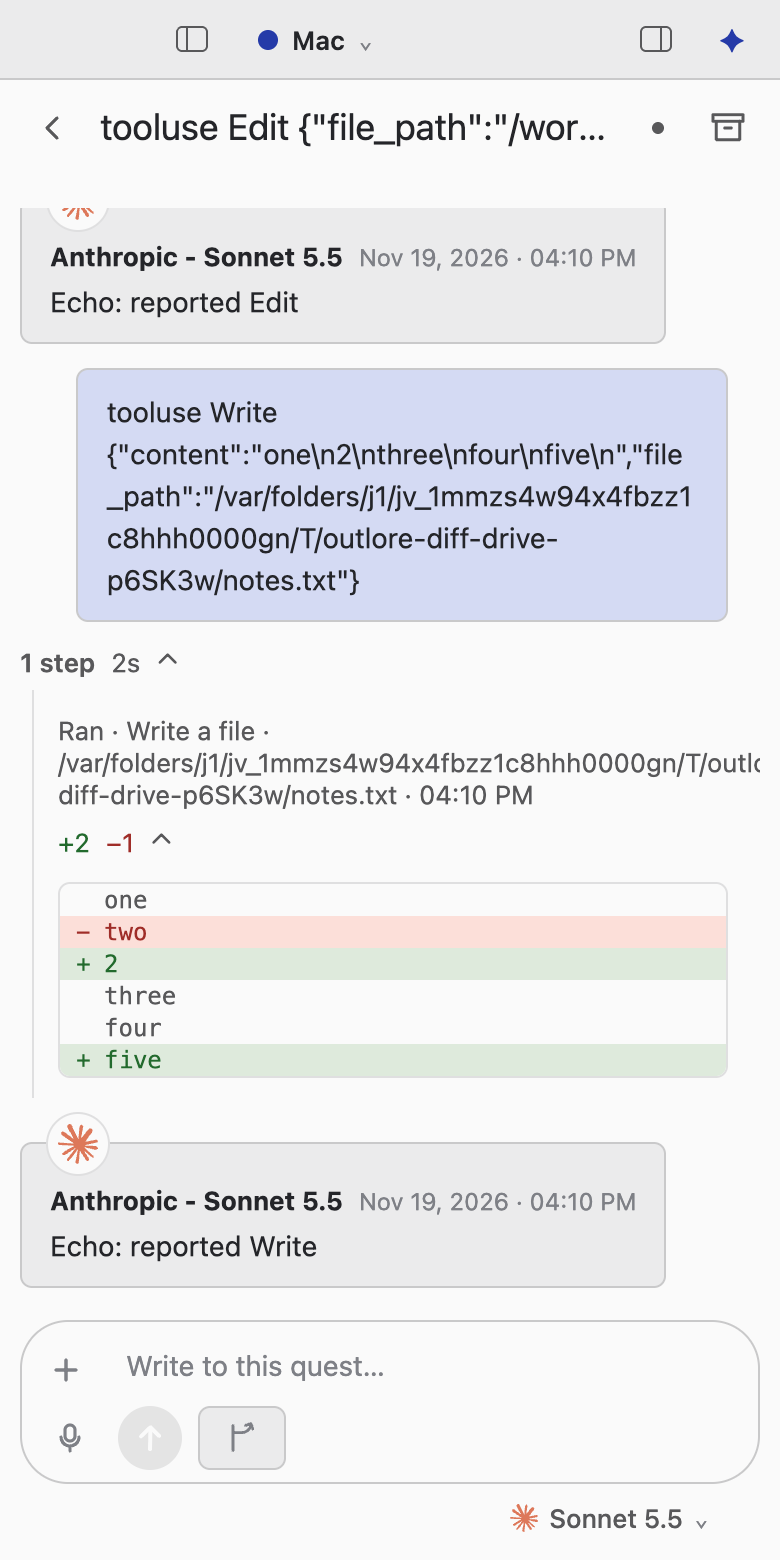 Mac
tooluse Edit {"file_path":"/wor...
Anthropic - Sonnet 5.5 Nov 19, 2026 · 04:10 PM
Echo: reported Edit
tooluse Write
{"content":"one\n2\nthree\nfour\nfive\n","file
_path":"/var/folders/j1/jv_1mmzs4w94x4fbzz1
c8hhh0000gn/T/outlore-diff-drive-
p6SK3w/notes.txt"}
1 step 2s
Ran · Write a file ·
/var/folders/j1/jv_1mmzs4w94x4fbzz1c8hhh0000gn/T/outlo
diff-drive-p6SK3w/notes.txt · 04:10 PM
+2 −1
one
− two
+ 2
three
four
+ five
Anthropic - Sonnet 5.5 Nov 19, 2026 · 04:10 PM
Echo: reported Write
Write to this quest...
Sonnet 5.5